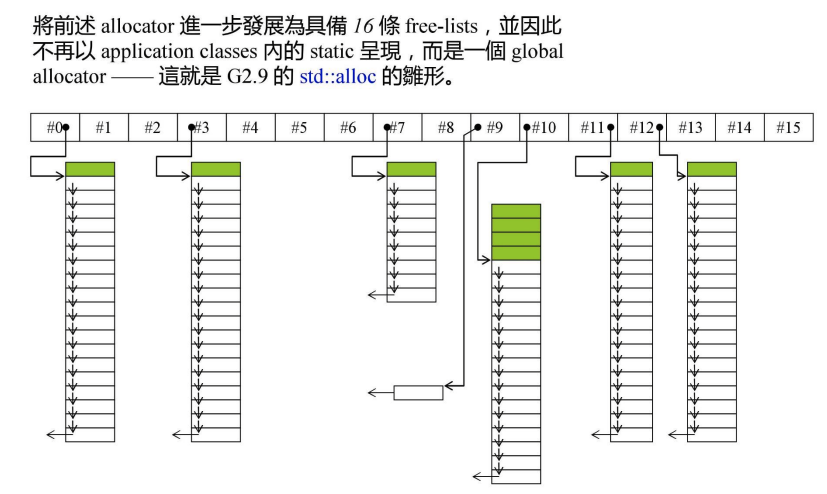 將前述 allocator 進一步發展為具備 16 條 free-lists，並因此
不再以 application classes 內的 static 呈現，而是一個 global
allocator —— 這就是 G2.9 的 std::alloc 的雛形。
#0 #1 #2 #3 #4 #5 #6 #7 #8 #9 #10 #11 #12 #13 #14 #15